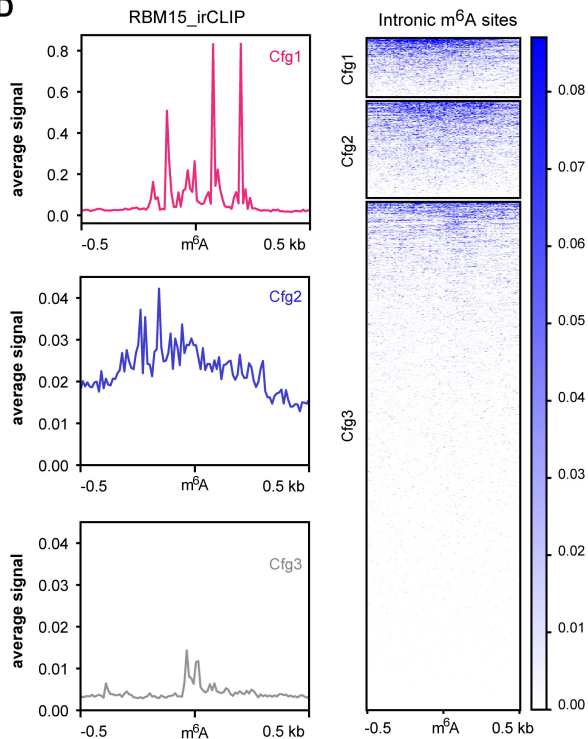 D
RBM15_irCLIP
Cfg1
average signal
0.8
0.6
0.4
0.2
0.0
-0.5
m⁶A
0.5 kb
Cfg2
average signal
0.04
0.03
0.02
0.01
0.00
-0.5
m⁶A
0.5 kb
Cfg3
average signal
0.04
0.03
0.02
0.01
0.00
-0.5
m⁶A
0.5 kb
Intronic m⁶A sites
Cfg1
Cfg2
Cfg3
-0.5
m⁶A
0.5 kb
0.08
0.07
0.06
0.05
0.04
0.03
0.02
0.01
0.00